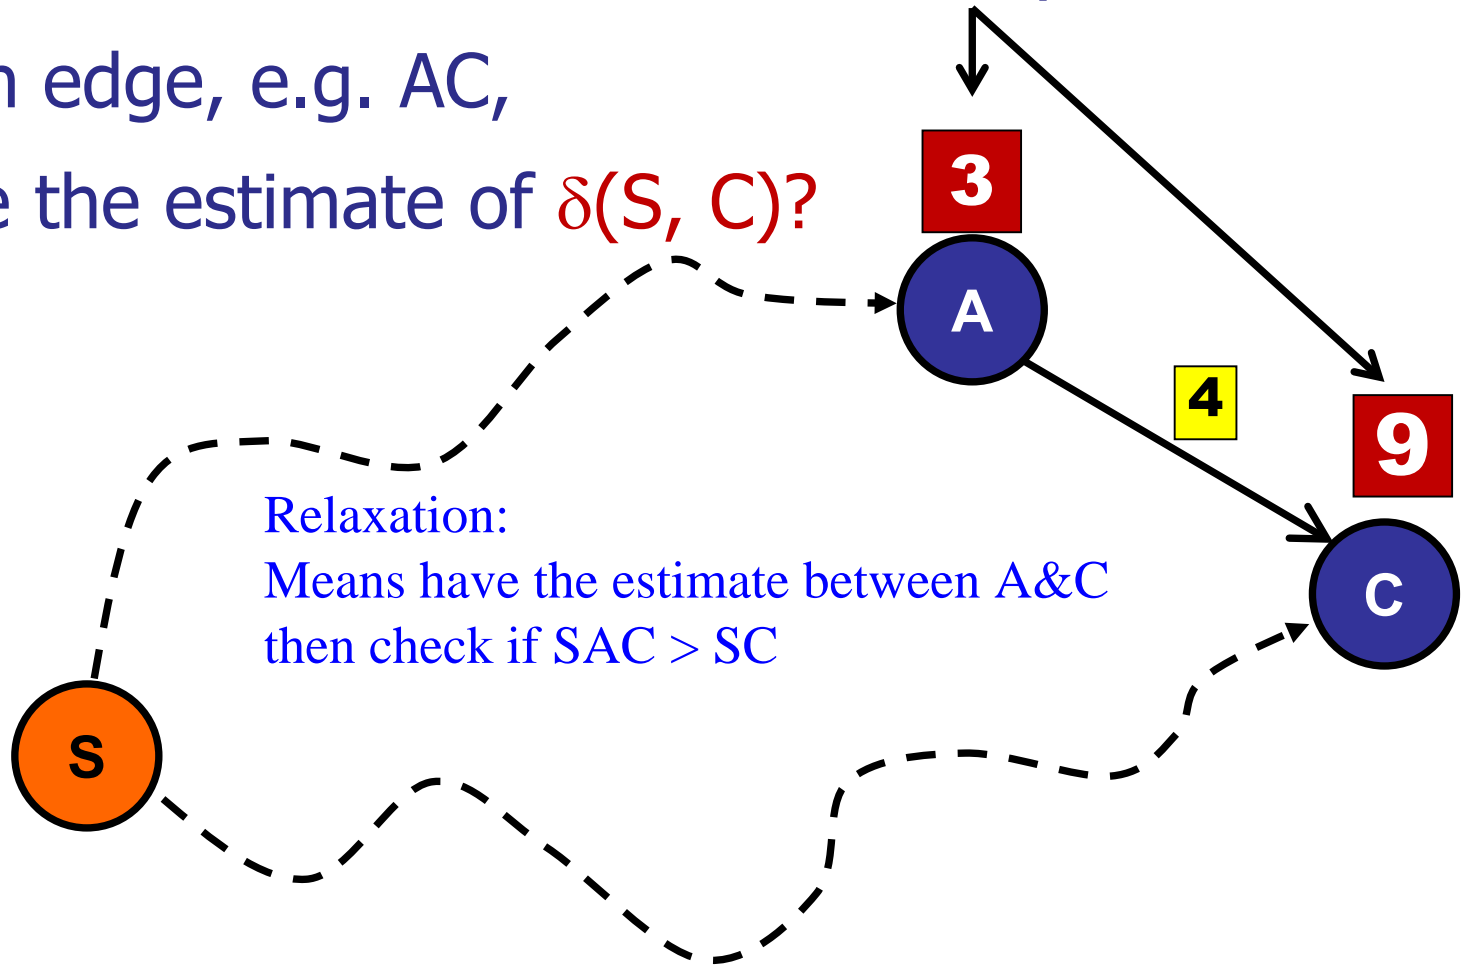 edge, e.g. AC,
the estimate of δ(S, C)?
3
A
4
9
Relaxation:
Means have the estimate between A&C
then check if SAC > SC
C
S